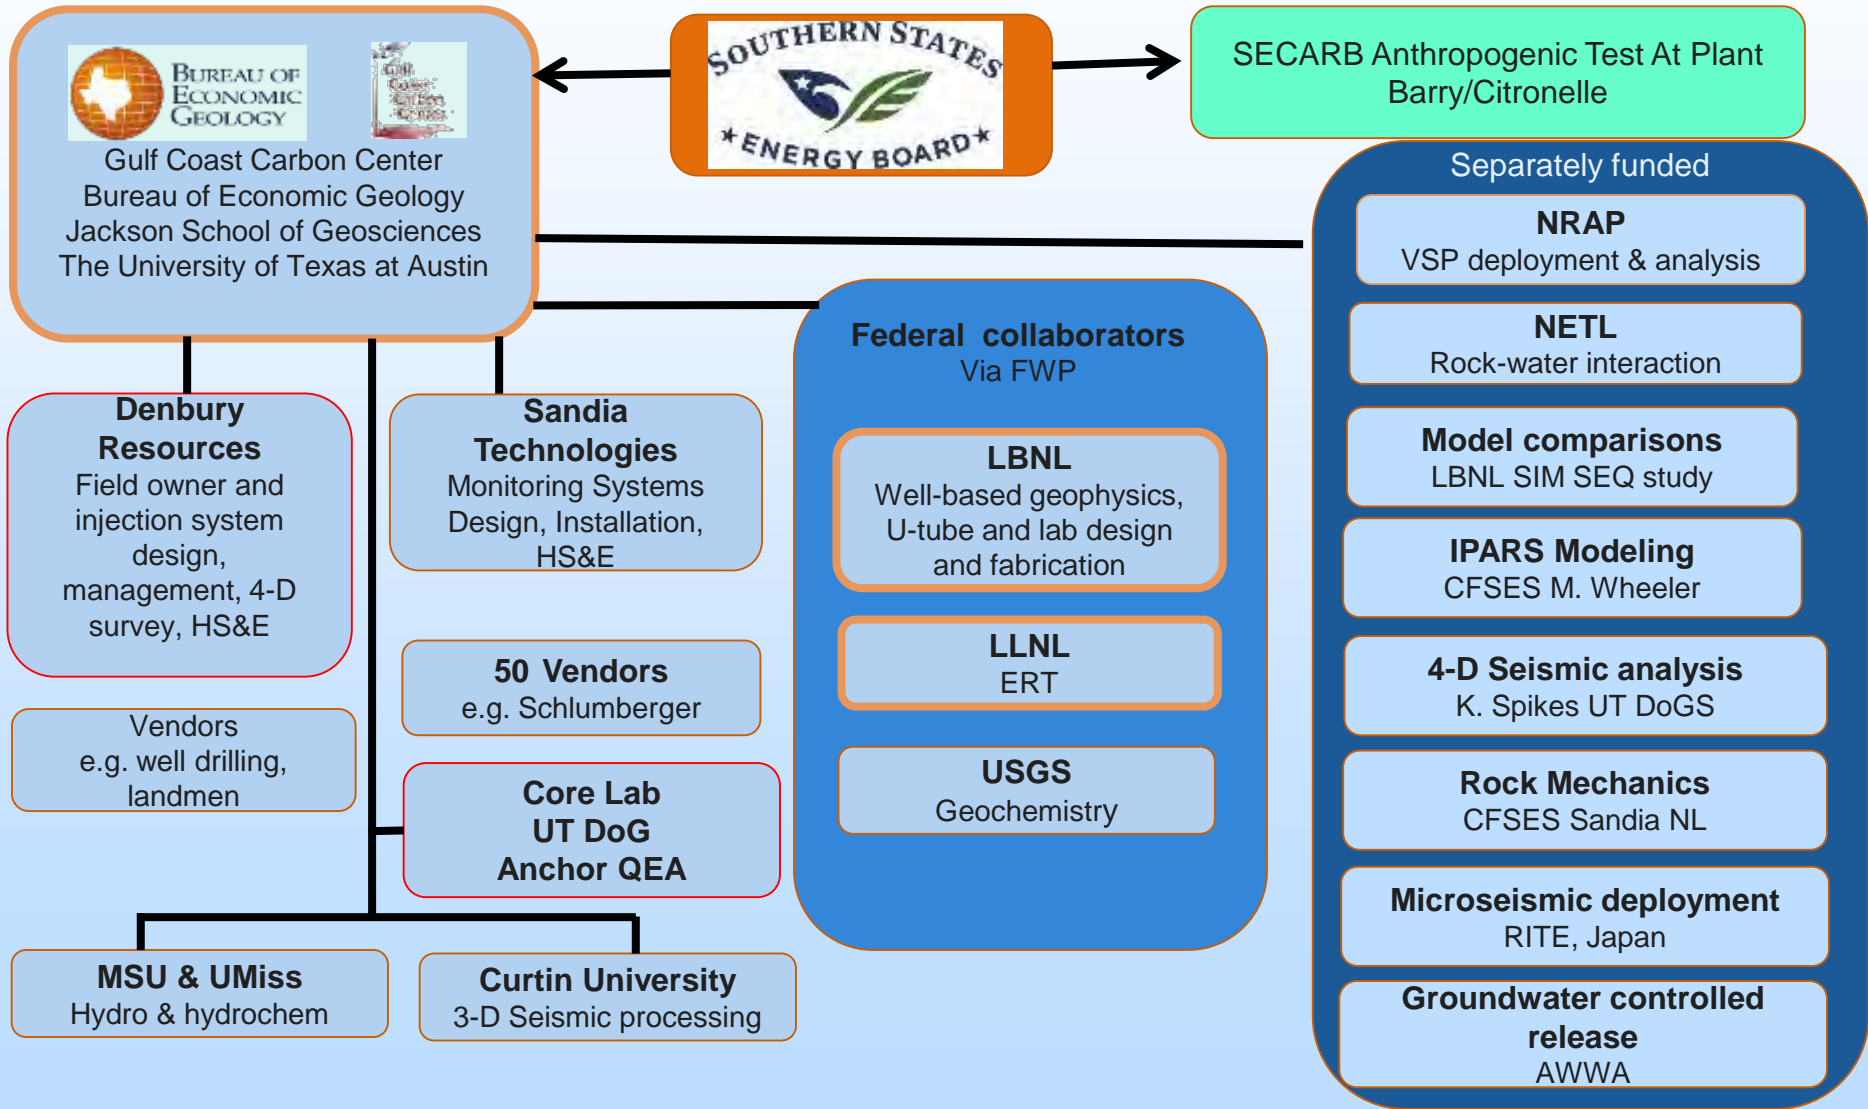 BUREAU OF
ECONOMIC
GEOLOGY
Gulf
Coast
Carbon
Center
Gulf Coast Carbon Center
Bureau of Economic Geology
Jackson School of Geosciences
The University of Texas at Austin
SOUTHERN STATES
ENERGY BOARD
SECARB Anthropogenic Test At Plant
Barry/Citronelle
Separately funded
NRAP
VSP deployment & analysis
NETL
Rock-water interaction
Model comparisons
LBNL SIM SEQ study
IPARS Modeling
CFSES M. Wheeler
4-D Seismic analysis
K. Spikes UT DoGS
Rock Mechanics
CFSES Sandia NL
Microseismic deployment
RITE, Japan
Groundwater controlled
release
AWWA
Federal collaborators
Via FWP
LBNL
Well-based geophysics,
U-tube and lab design
and fabrication
LLNL
ERT
USGS
Geochemistry
Denbury
Resources
Field owner and
injection system
design,
management, 4-D
survey, HS&E
Vendors
e.g. well drilling,
landmen
Sandia
Technologies
Monitoring Systems
Design, Installation,
HS&E
50 Vendors
e.g. Schlumberger
Core Lab
UT DoG
Anchor QEA
MSU & UMiss
Hydro & hydrochem
Curtin University
3-D Seismic processing